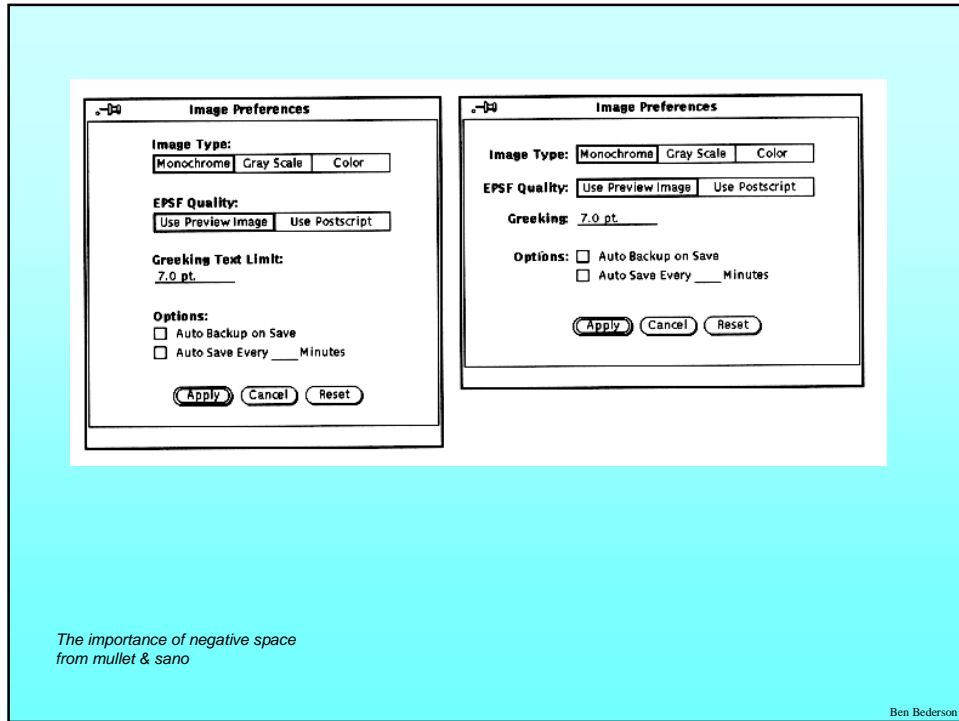 Image Preferences
Image Type:
Monochrome Gray Scale Color
EPSF Quality:
Use Preview Image Use Postscript
Greeking Text Limit:
7.0 pt.
Options:
Auto Backup on Save
Auto Save Every ____ Minutes
Apply Cancel Reset
Image Preferences
Image Type: Monochrome Gray Scale Color
EPSF Quality: Use Preview Image Use Postscript
Greeking: 7.0 pt.
Options: Auto Backup on Save
Auto Save Every ____ Minutes
Apply Cancel Reset
The importance of negative space
from mullet & sano
Ben Bederson